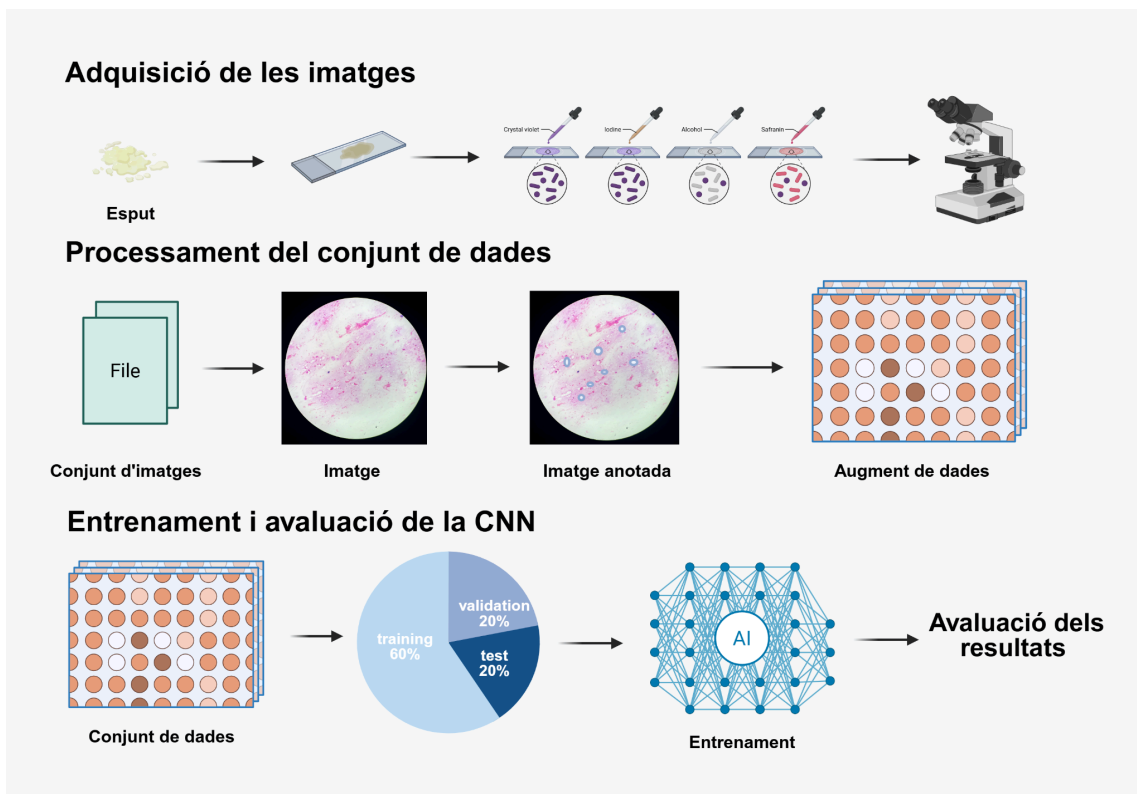 Adquisició de les imatges
Crystal violet
Iodine
Alcohol
Safranin
Esput
Processament del conjunt de dades
File
Conjunt d'imatges
Imatge
Imatge anotada
Augment de dades
Entrenament i avaluació de la CNN
validation
20%
training
60%
test
20%
AI
Avaluació dels
resultats
Conjunt de dades
Entrenament